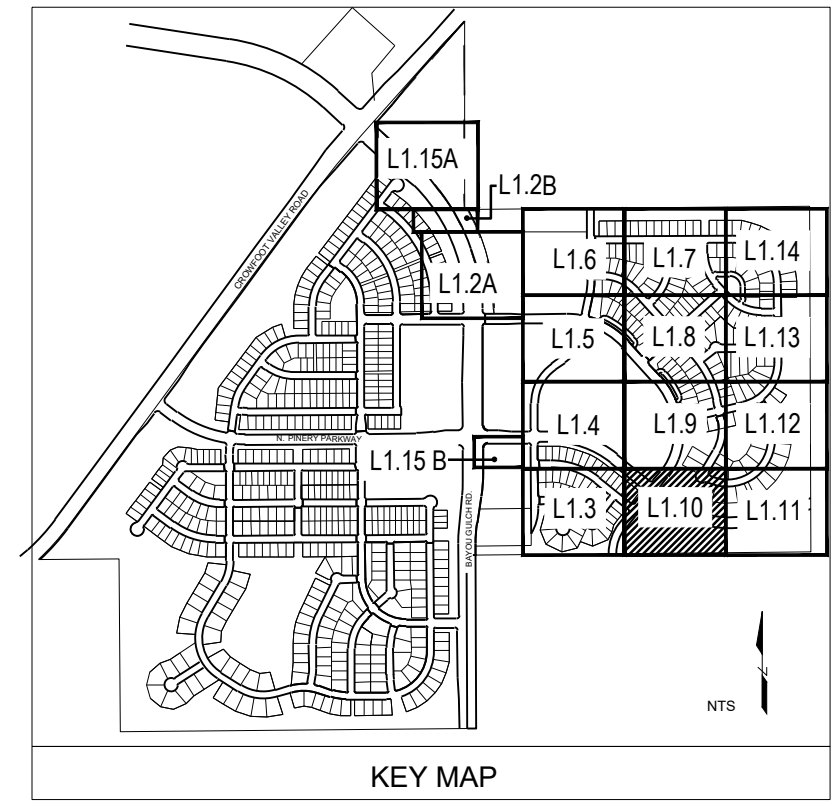 L1.15A
L1.2B
CROWFOOT VALLEY ROAD
L1.2A
L1.6
L1.7
L1.14
L1.5
L1.8
L1.13
L1.4
L1.9
L1.12
N. PINERY PARKWAY
L1.15 B
L1.3
L1.10
L1.11
BAYOU GULCH RD.
N
NTS
KEY MAP